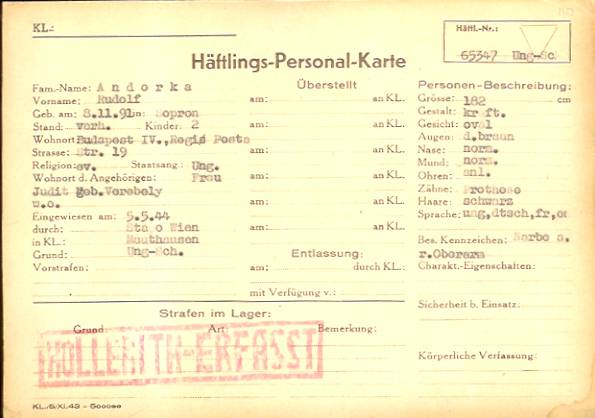 KL.:
Häftl.-Nr.:
65347 Ung-Sch.
Häftlings-Personal-Karte
Fam.-Name: Andorka
Vorname: Rudolf
Geb. am: 8.11.91 in: Sopron
Stand: verh. Kinder: 2
Wohnort: Budapest IV., Regio Posta
Strasse: Str. 19
Religion: ev. Staatsang.: Ung.
Wohnort d. Angehörigen: Frau
Judit geb. Verebely
w.o.
Eingewiesen am: 5.5.44
durch: Sta o Wien
in KL.: Mauthausen
Grund: Ung-Sch.
Vorstrafen:
Überstellt
am: an KL.
am: an KL.
am: an KL.
am: an KL.
am: an KL.
am: an KL.
Entlassung:
am: durch KL.:
mit Verfügung v.:
Personen-Beschreibung:
Grösse: 182 cm
Gestalt: kräft.
Gesicht: oval
Augen: d.braun
Nase: norm.
Mund: norm.
Ohren: anl.
Zähne: Prothese
Haare: schwarz
Sprache: ung,dtsch,fr,en
Bes. Kennzeichen: Narbe a.
r.Oberarm
Charakt.-Eigenschaften:
Sicherheit b. Einsatz:
Körperliche Verfassung:
Strafen im Lager:
Grund: Art: Bemerkung:
HOLLERITH-ERFASST
KL./5/XI.43 - 500000